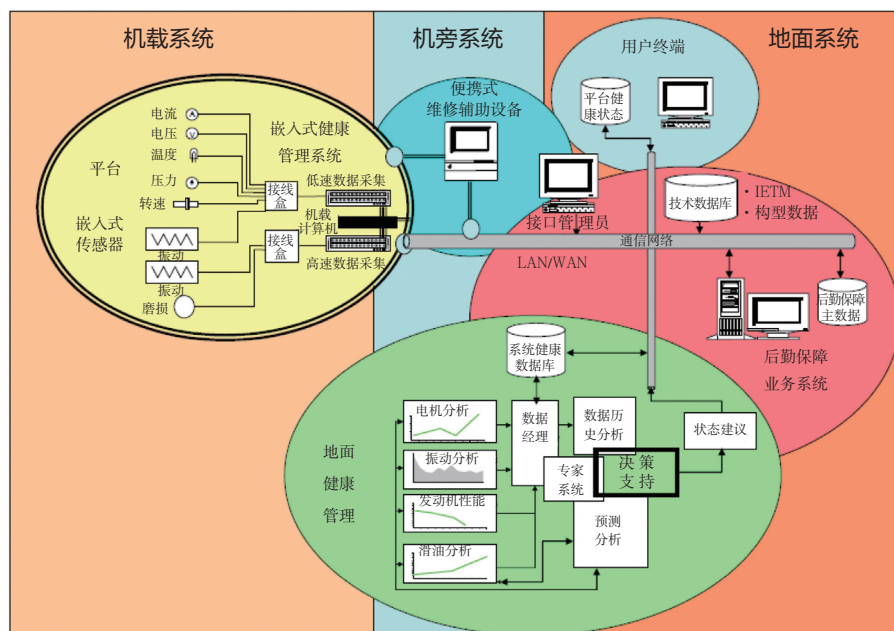 机载系统
机旁系统
地面系统
用户终端
平台健
康状态
便携式
维修辅助设备
电流
A
电压
V
温度
压力
转速
平台
嵌入式
传感器
振动
振动
磨损
嵌入式健康
管理系统
接线
盒
接线
盒
低速数据采集
机载
计算机
高速数据采集
接口管理员
技术数据库
· IETM
· 构型数据
通信网络
LAN/WAN
后勤保障
主数据
后勤保障
业务系统
系统健康
数据库
地面
健康
管理
电机分析
振动分析
发动机性能
滑油分析
数据
经理
数据历
史分析
专家
系统
决 策
支 持
预测
分析
状态建议